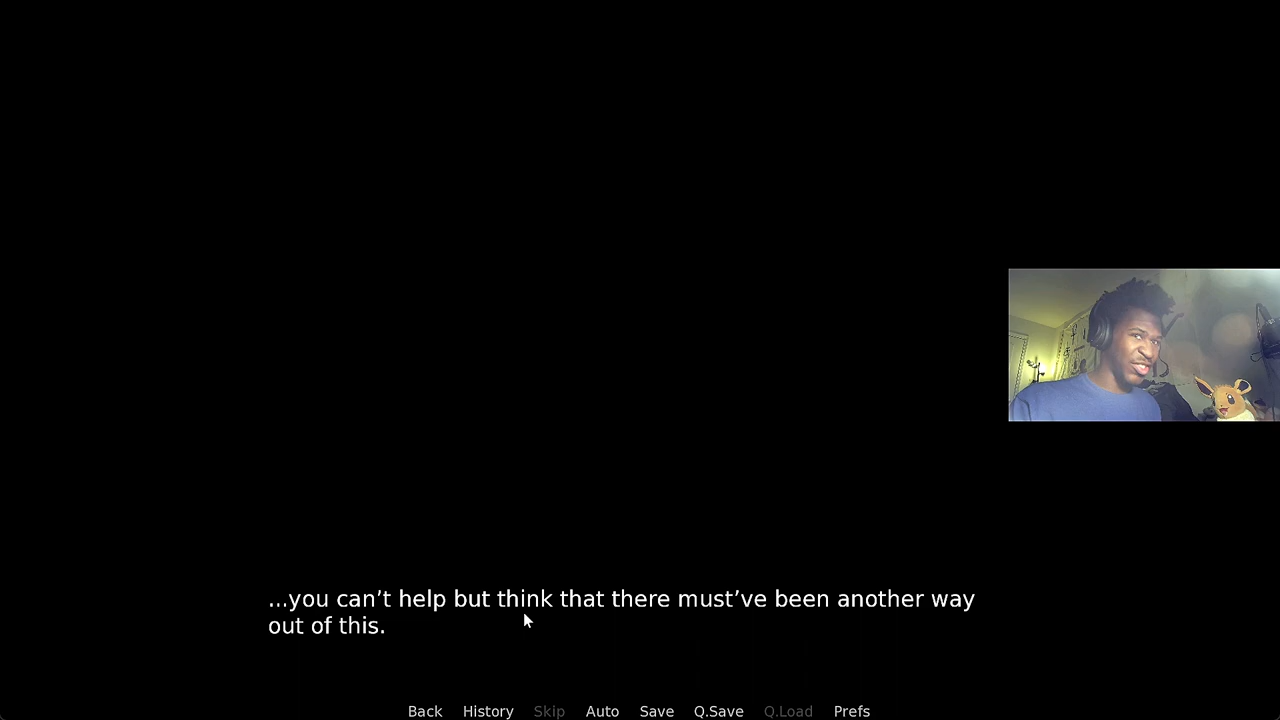 ...you can’t help but think that there must’ve been another way
out of this.
Back History Skip Auto Save Q.Save Q.Load Prefs